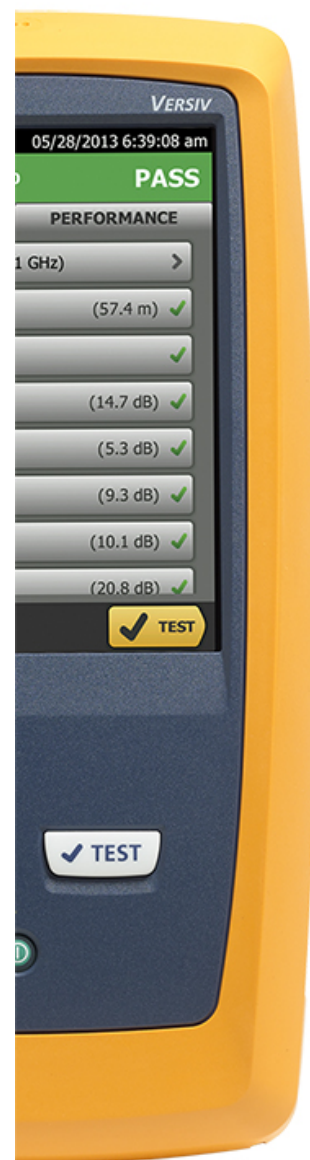 VERSIV
05/28/2013 6:39:08 am
PASS
PERFORMANCE
1 GHz)
(57.4 m)
(14.7 dB)
(5.3 dB)
(9.3 dB)
(10.1 dB)
(20.8 dB)
TEST
TEST